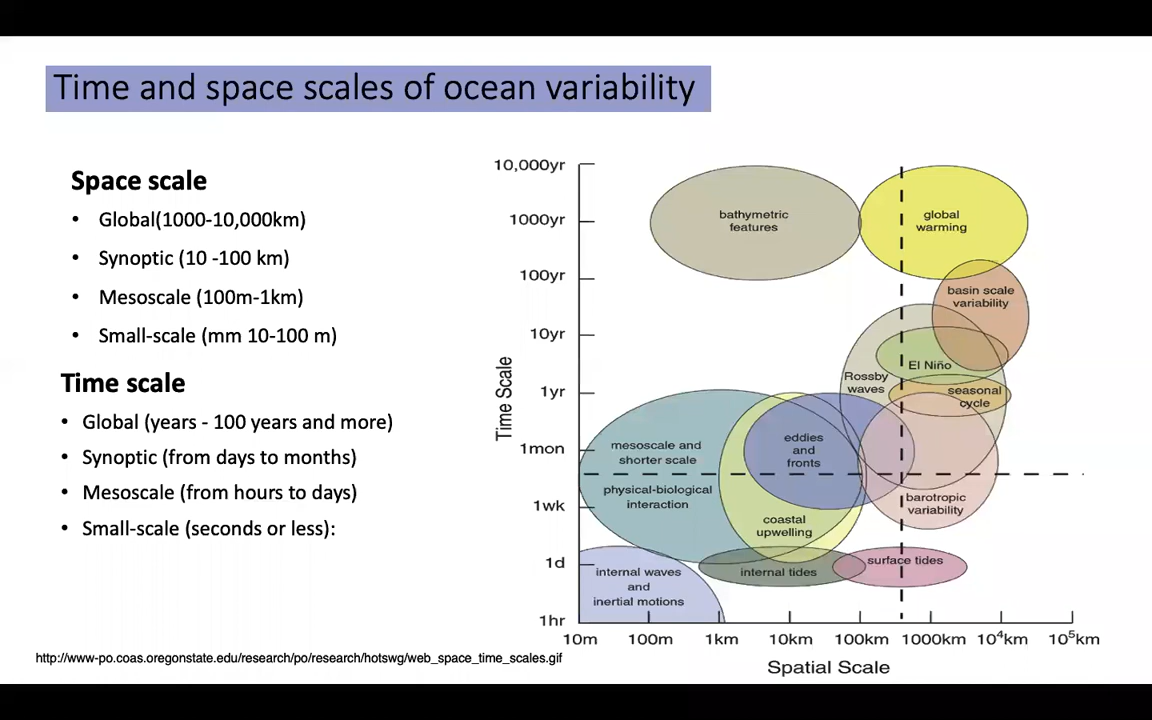 Time and space scales of ocean variability
Space scale
• Global(1000-10,000km)
• Synoptic (10 -100 km)
• Mesoscale (100m-1km)
• Small-scale (mm 10-100 m)
Time scale
• Global (years - 100 years and more)
• Synoptic (from days to months)
• Mesoscale (from hours to days)
• Small-scale (seconds or less):
http://www-po.coas.oregonstate.edu/research/po/research/hotswg/web_space_time_scales.gif
Time Scale
10,000yr
1000yr
100yr
10yr
1yr
1mon
1wk
1d
1hr
bathymetric
features
global
warming
basin scale
variability
El Niño
Rossby
waves
seasonal
cycle
mesoscale and
shorter scale
physical-biological
interaction
eddies
and
fronts
coastal
upwelling
barotropic
variability
internal waves
and
inertial motions
internal tides
surface tides
10m 100m 1km 10km 100km 1000km 10⁴km 10⁵km
Spatial Scale